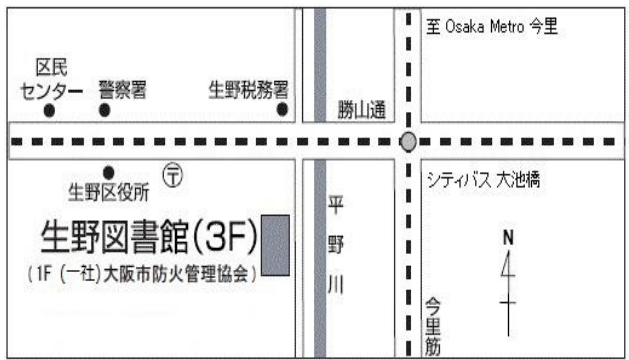 至 Osaka Metro 今里
区民
センター
警察署
生野税務署
勝山通
生野区役所
〒
シティバス 大池橋
生野図書館(3F)
(1F (一社)大阪市防火管理協会)
平野川
N
今里筋